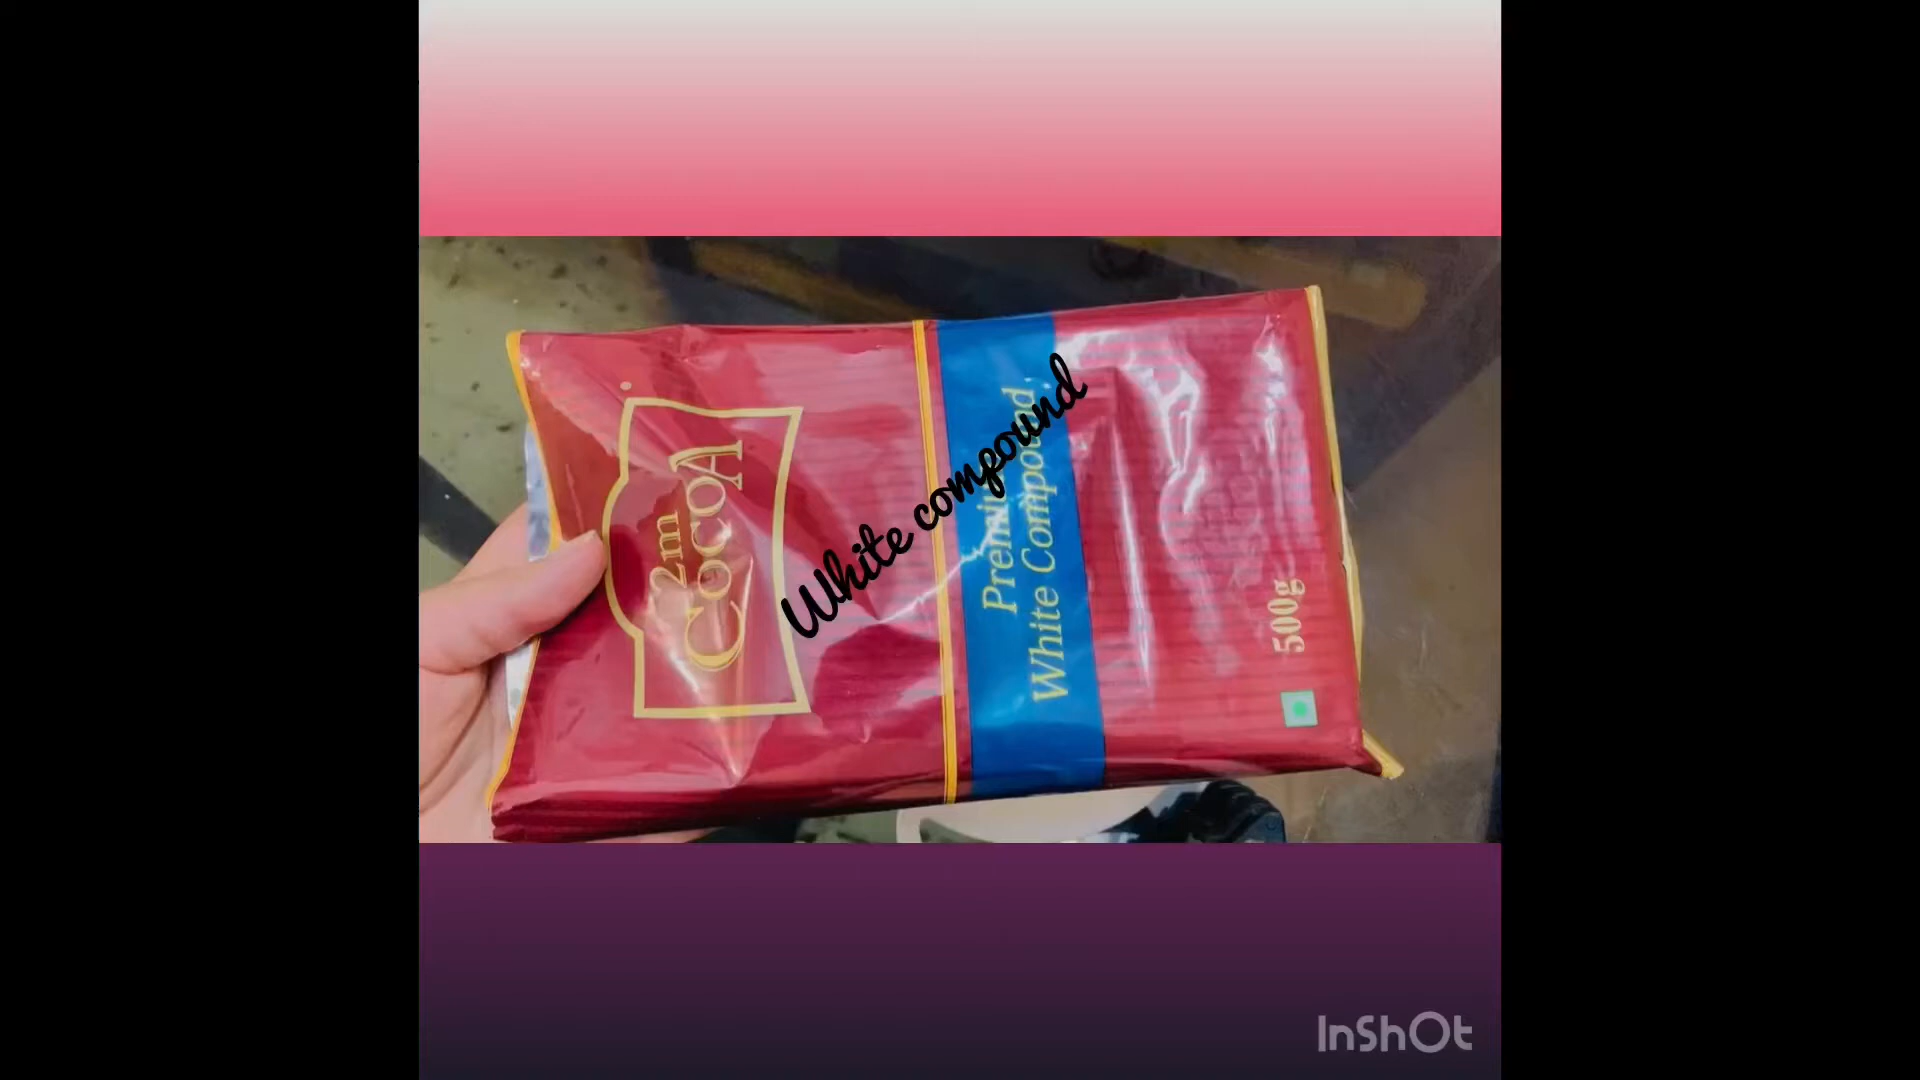 2m
CocoA
White compound
Premium
White Compound
500g
InShOt